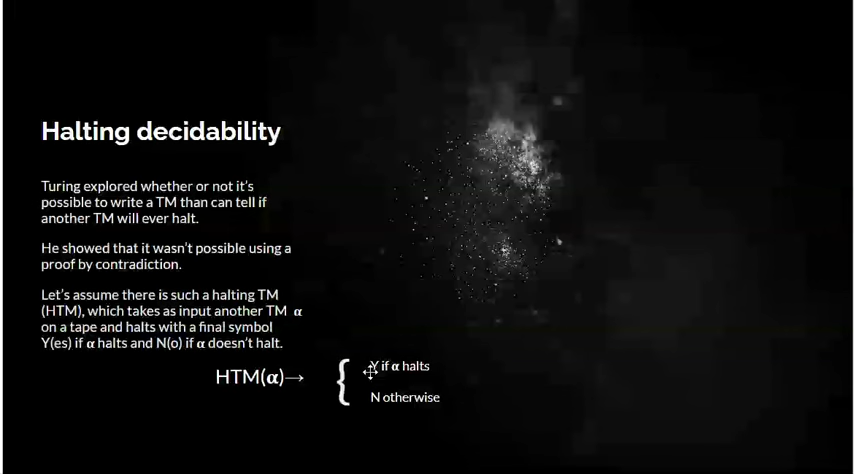 Halting decidability
Turing explored whether or not it's
possible to write a TM than can tell if
another TM will ever halt.
He showed that it wasn't possible using a
proof by contradiction.
Let's assume there is such a halting TM
(HTM), which takes as input another TM α
on a tape and halts with a final symbol
Y(es) if α halts and N(o) if α doesn't halt.
HTM(α)→ {
Y if α halts
N otherwise